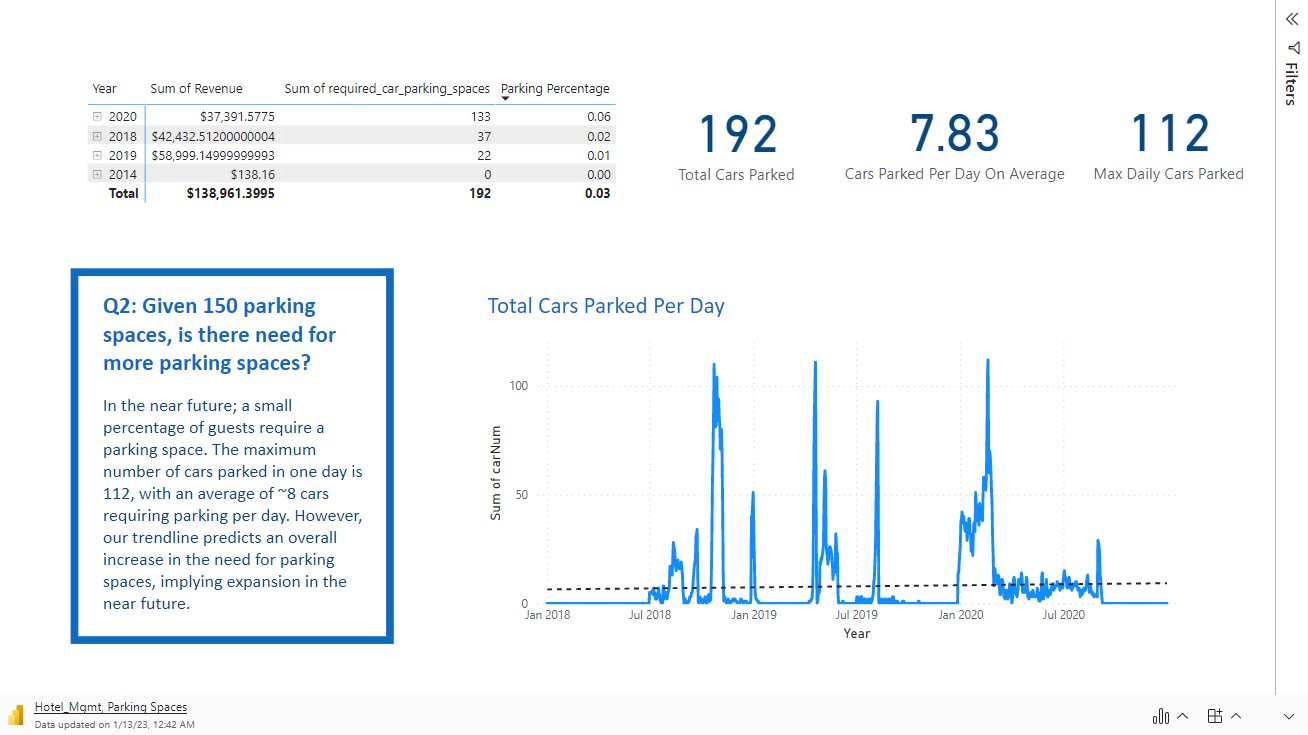 Year Sum of Revenue Sum of required_car_parking_spaces Parking Percentage
2020 $37,391.5775 133 0.06
2018 $42,432.51200000004 37 0.02
2019 $58,999.14999999993 22 0.01
2014 $138.16 0 0.00
Total $138,961.3995 192 0.03
192
Total Cars Parked
7.83
Cars Parked Per Day On Average
112
Max Daily Cars Parked
Filters
Q2: Given 150 parking
spaces, is there need for
more parking spaces?
In the near future; a small
percentage of guests require a
parking space. The maximum
number of cars parked in one day is
112, with an average of ~8 cars
requiring parking per day. However,
our trendline predicts an overall
increase in the need for parking
spaces, implying expansion in the
near future.
Total Cars Parked Per Day
Sum of carNum
100
50
0
Jan 2018 Jul 2018 Jan 2019 Jul 2019 Jan 2020 Jul 2020
Year
Hotel_Mgmt, Parking Spaces
Data updated on 1/13/23, 12:42 AM